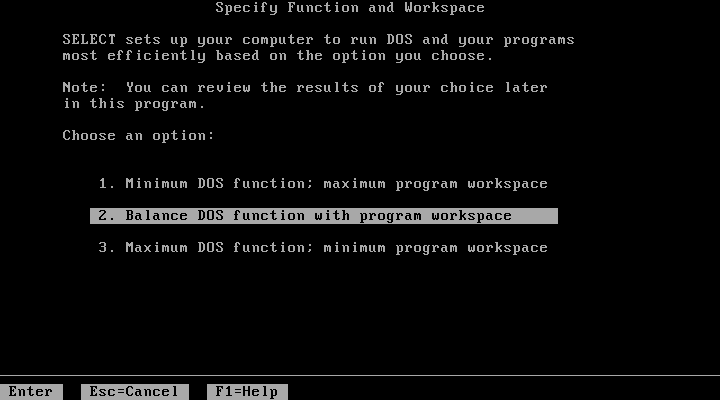 Specify Function and Workspace
SELECT sets up your computer to run DOS and your programs
most efficiently based on the option you choose.
Note:  You can review the results of your choice later
in this program.
Choose an option:
1. Minimum DOS function; maximum program workspace
2. Balance DOS function with program workspace
3. Maximum DOS function; minimum program workspace
Enter   Esc=Cancel   F1=Help